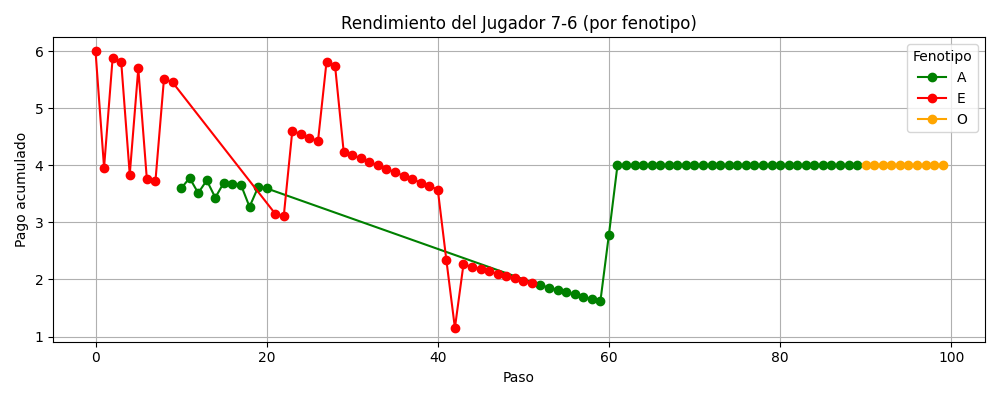 Rendimiento del Jugador 7-6 (por fenotipo)
Pago acumulado
6
5
4
3
2
1
Fenotipo
A
E
O
0
20
40
60
80
100
Paso